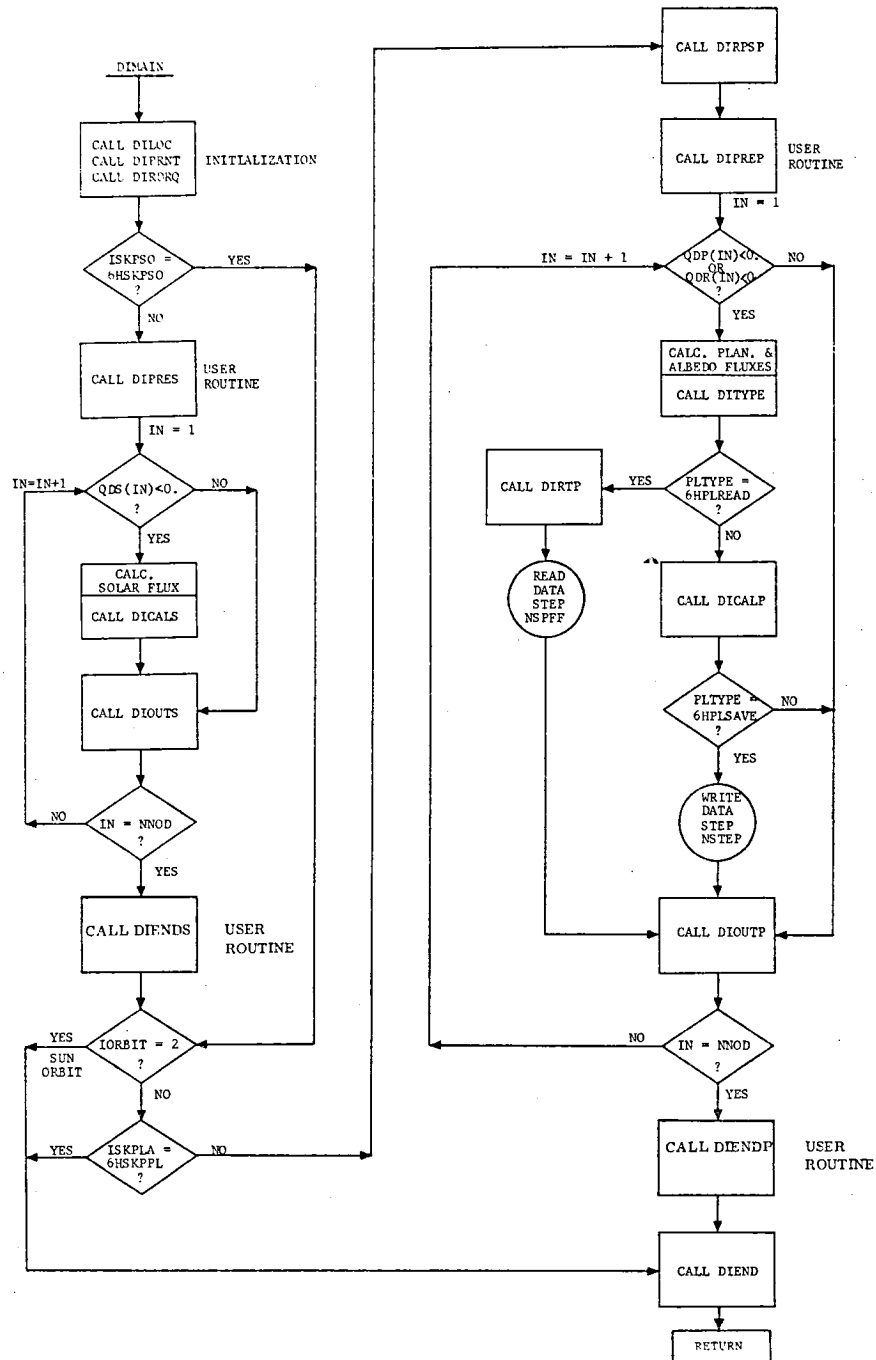 DIMAIN
CALL DILOC
CALL DIPRNT
CALL DIRDRQ
INITIALIZATION
ISKPSO =
6HSKPSO
?
YES
NO
CALL DIPRES
USER
ROUTINE
IN = 1
IN=IN+1
QDS(IN)<0.
?
NO
YES
CALC.
SOLAR FLUX
CALL DICALS
CALL DIOUTS
NO
IN = NNOD
?
YES
CALL DIENDS
USER
ROUTINE
YES
SUN
ORBIT
IORBIT = 2
?
NO
YES
ISKPLA =
6HSKPPL
?
NO
CALL DIRPSP
CALL DIPREP
USER
ROUTINE
IN = 1
IN = IN + 1
QDP(IN)<0.
OR
QDR(IN)<0.
?
NO
YES
CALC. PLAN. &
ALBEDO FLUXES
CALL DITYPE
CALL DIRTP
YES
PLTYPE =
6HPLREAD
?
NO
READ
DATA
STEP
NSPFF
CALL DICALP
PLTYPE =
6HPLSAVE
?
NO
YES
WRITE
DATA
STEP
NSTEP
CALL DIOUTP
NO
IN = NNOD
?
YES
CALL DIENDP
USER
ROUTINE
CALL DIEND
RETURN